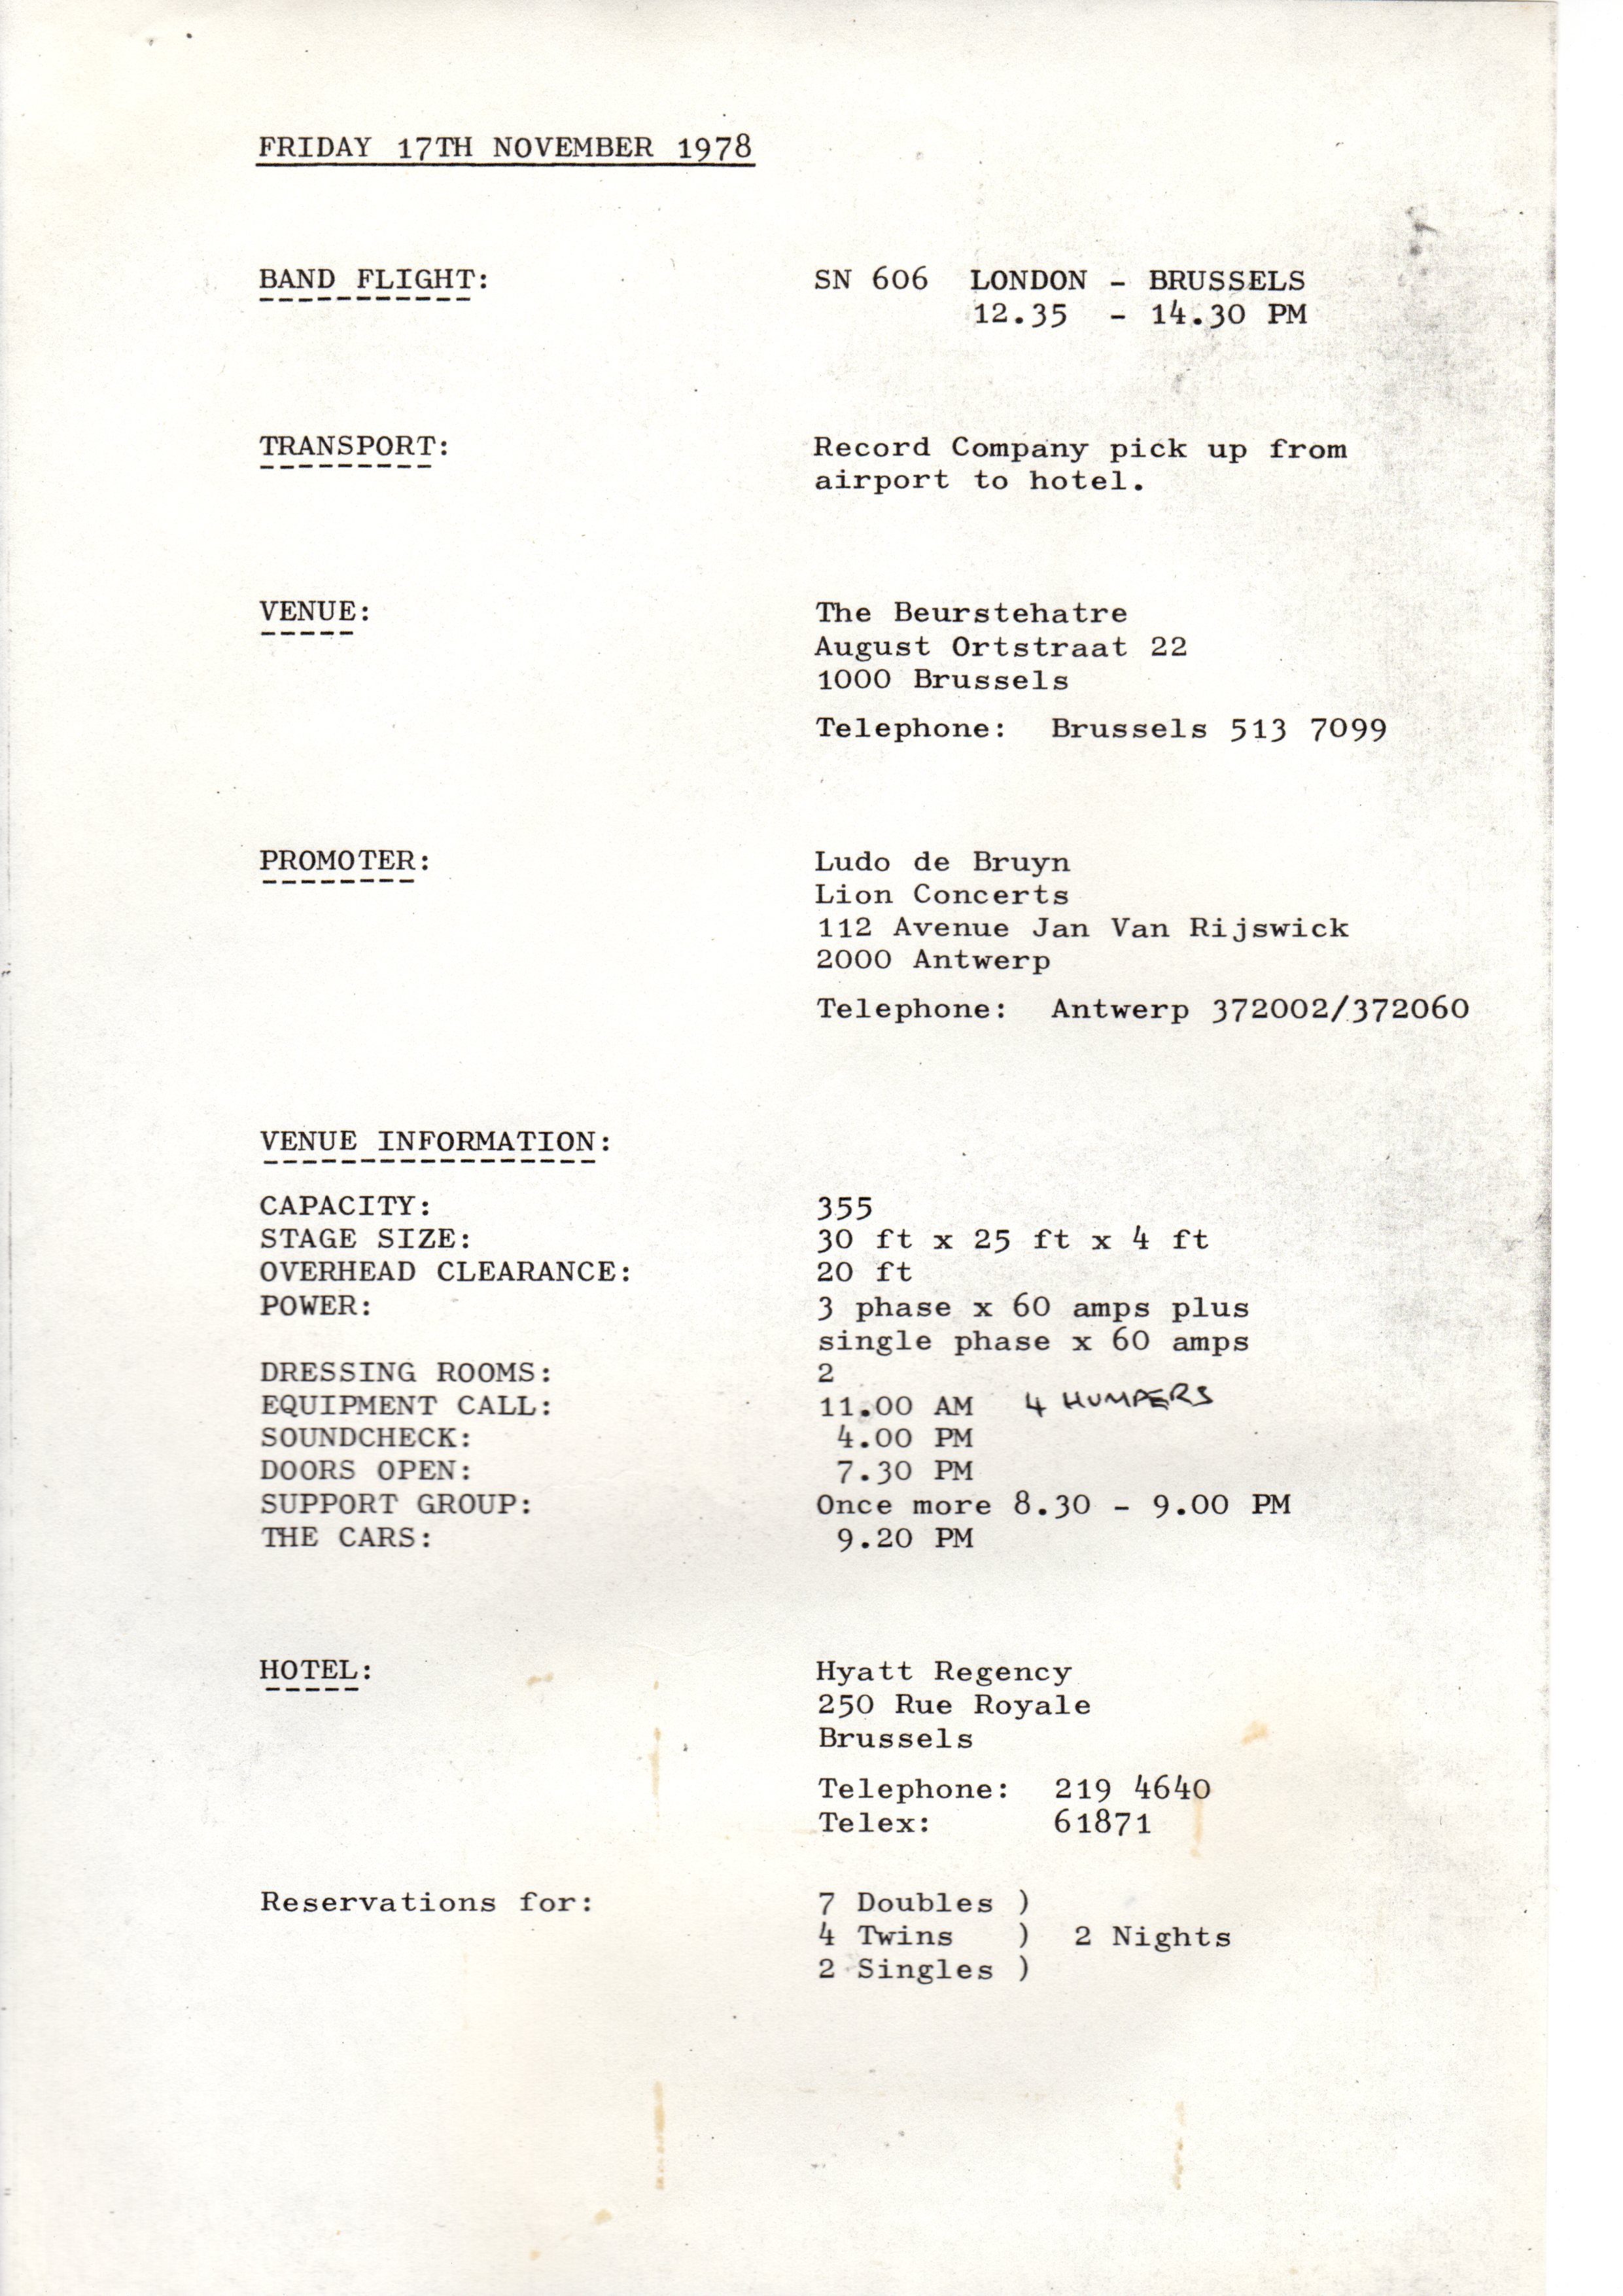 FRIDAY 17TH NOVEMBER 1978
BAND FLIGHT: SN 606 LONDON - BRUSSELS
12.35 - 14.30 PM
TRANSPORT: Record Company pick up from
airport to hotel.
VENUE: The Beurstehatre
August Ortstraat 22
1000 Brussels
Telephone: Brussels 513 7099
PROMOTER: Ludo de Bruyn
Lion Concerts
112 Avenue Jan Van Rijswick
2000 Antwerp
Telephone: Antwerp 372002/372060
VENUE INFORMATION:
CAPACITY: 355
STAGE SIZE: 30 ft x 25 ft x 4 ft
OVERHEAD CLEARANCE: 20 ft
POWER: 3 phase x 60 amps plus
single phase x 60 amps
DRESSING ROOMS: 2
EQUIPMENT CALL: 11.00 AM 4 HUMPERS
SOUNDCHECK: 4.00 PM
DOORS OPEN: 7.30 PM
SUPPORT GROUP: Once more 8.30 - 9.00 PM
THE CARS: 9.20 PM
HOTEL: Hyatt Regency
250 Rue Royale
Brussels
Telephone: 219 4640
Telex: 61871
Reservations for: 7 Doubles )
4 Twins ) 2 Nights
2 Singles )